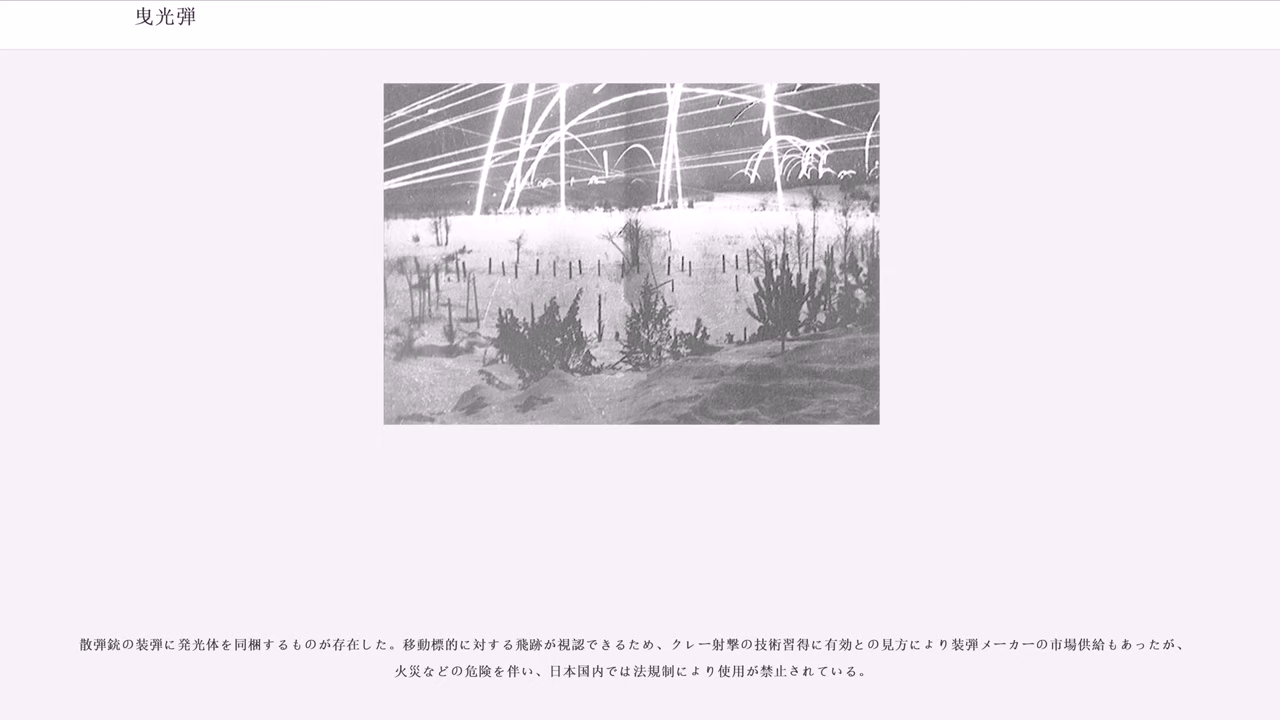 曳光弾
散弾銃の装弾に発光体を同梱するものが存在した。移動標的に対する飛跡が視認できるため、クレー射撃の技術習得に有効との見方により装弾メーカーの市場供給もあったが、
火災などの危険を伴い、日本国内では法規制により使用が禁止されている。